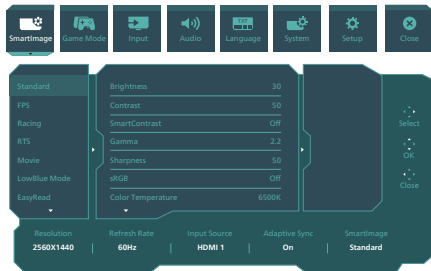 SmartImage
Game Mode
Input
Audio
TXT
Language
System
Setup
Close
Standard
FPS
Racing
RTS
Movie
LowBlue Mode
EasyRead
Brightness 30
Contrast 50
SmartContrast Off
Gamma 2.2
Sharpness 50
sRGB Off
Color Temperature 6500K
Select
OK
Close
Resolution Refresh Rate Input Source Adaptive Sync SmartImage
2560X1440 60Hz HDMI 1 On Standard